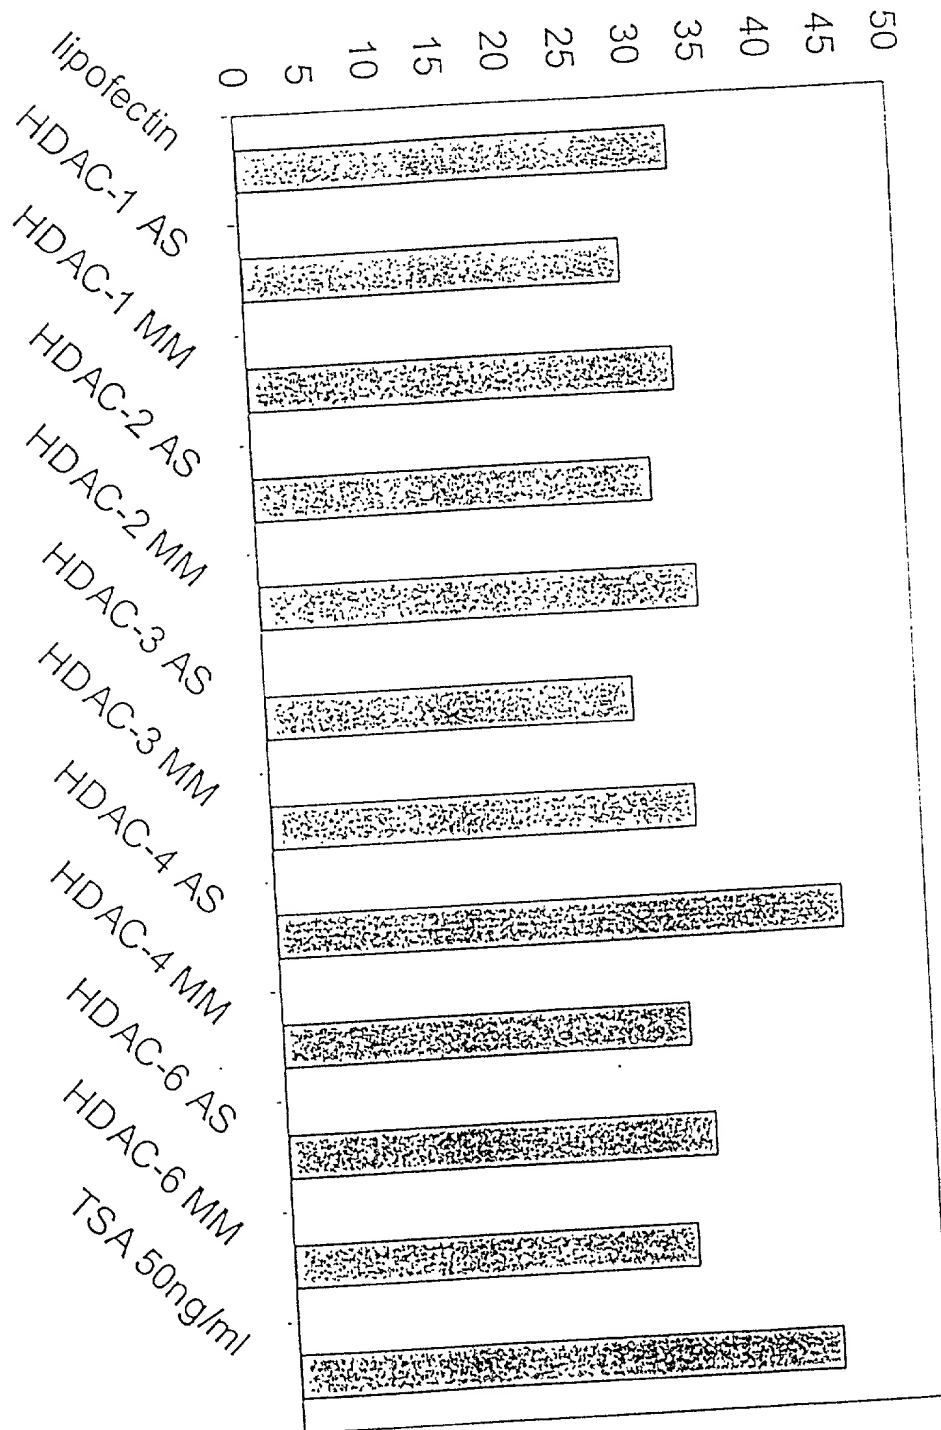 0
5
10
15
20
25
30
35
40
45
50
lipofectin
HDAC-1 AS
HDAC-1 MM
HDAC-2 AS
HDAC-2 MM
HDAC-3 AS
HDAC-3 MM
HDAC-4 AS
HDAC-4 MM
HDAC-6 AS
HDAC-6 MM
TSA 50ng/ml